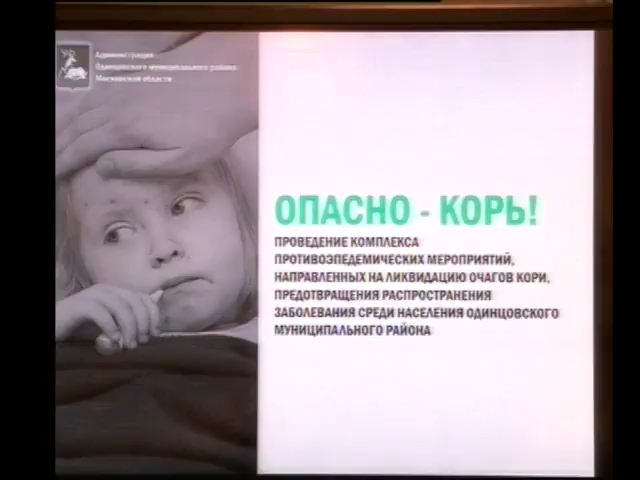 Администрация
Одинцовского муниципального района
Московской области
ОПАСНО - КОРЬ!
ПРОВЕДЕНИЕ КОМПЛЕКСА
ПРОТИВОЭПЕДЕМИЧЕСКИХ МЕРОПРИЯТИЙ,
НАПРАВЛЕННЫХ НА ЛИКВИДАЦИЮ ОЧАГОВ КОРИ,
ПРЕДОТВРАЩЕНИЯ РАСПРОСТРАНЕНИЯ
ЗАБОЛЕВАНИЯ СРЕДИ НАСЕЛЕНИЯ ОДИНЦОВСКОГО
МУНИЦИПАЛЬНОГО РАЙОНА